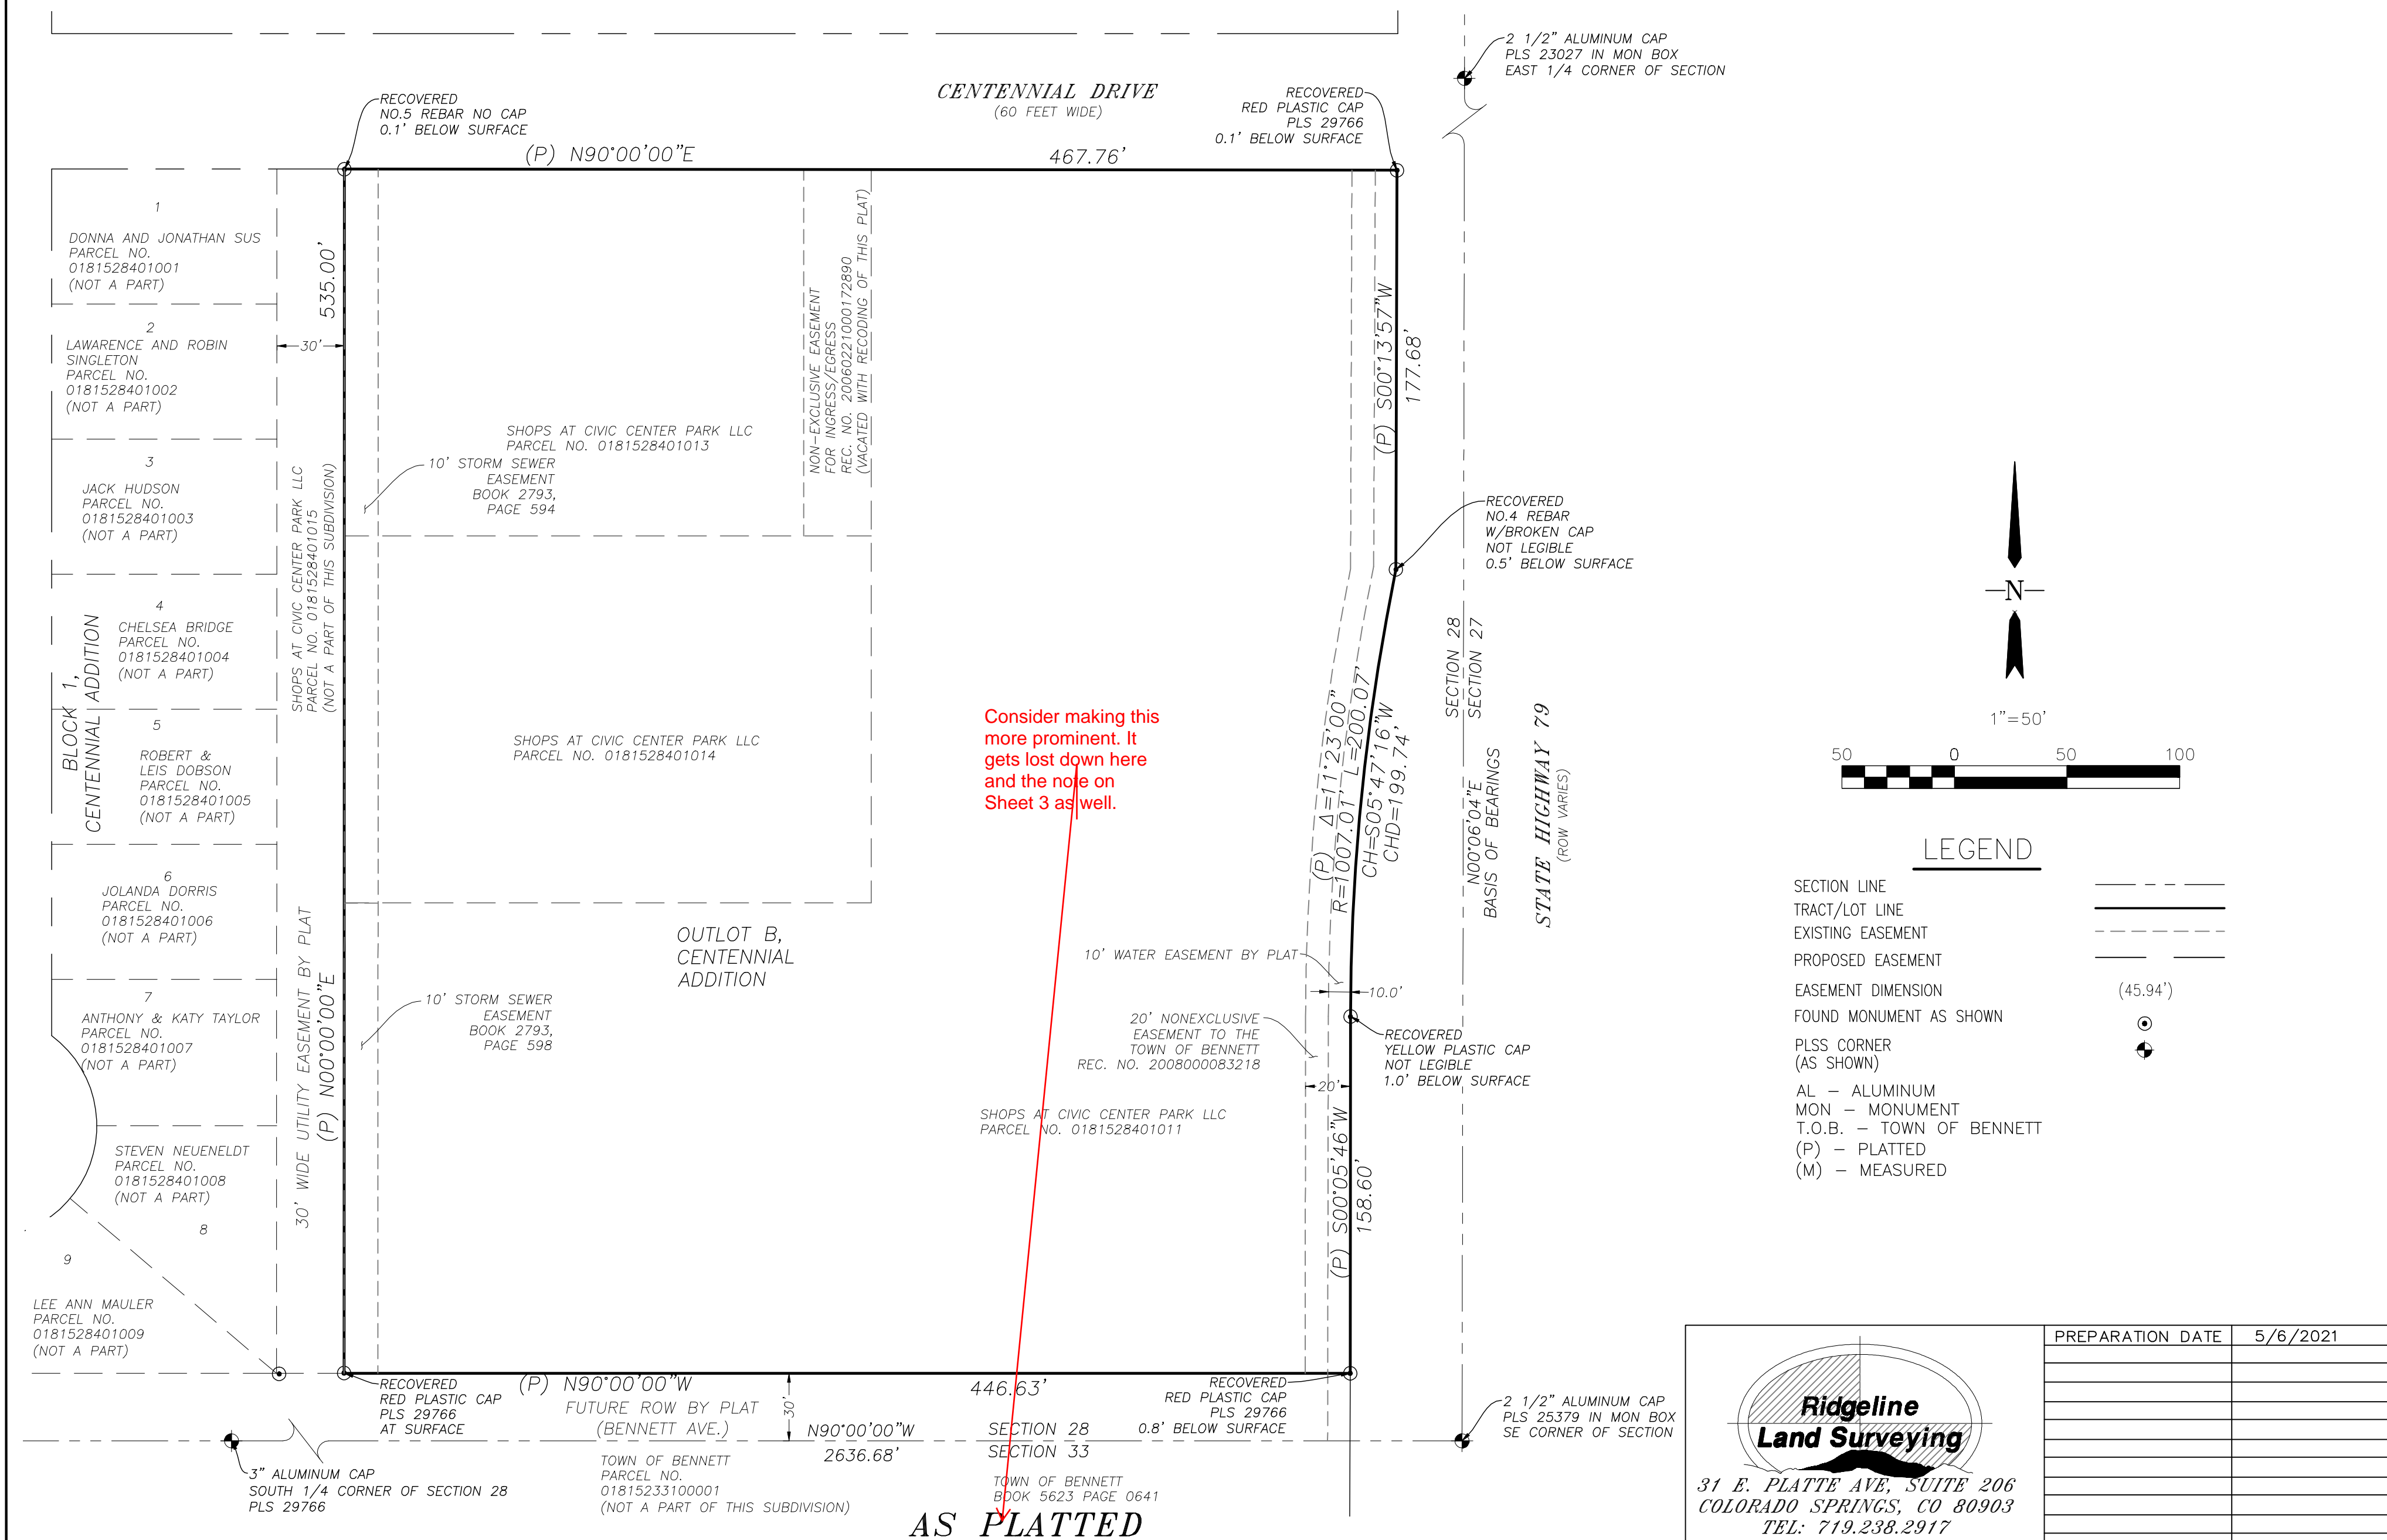 2 1/2" ALUMINUM CAP
PLS 23027 IN MON BOX
EAST 1/4 CORNER OF SECTION
CENTENNIAL DRIVE
(60 FEET WIDE)
RECOVERED
NO.5 REBAR NO CAP
0.1' BELOW SURFACE
RECOVERED
RED PLASTIC CAP
PLS 29766
0.1' BELOW SURFACE
(P) N90°00'00"E
467.76'
1
DONNA AND JONATHAN SUS
PARCEL NO.
0181528401001
(NOT A PART)
2
LAWARENCE AND ROBIN
SINGLETON
PARCEL NO.
0181528401002
(NOT A PART)
3
JACK HUDSON
PARCEL NO.
0181528401003
(NOT A PART)
4
CHELSEA BRIDGE
PARCEL NO.
0181528401004
(NOT A PART)
BLOCK 1,
CENTENNIAL ADDITION
5
ROBERT &
LEIS DOBSON
PARCEL NO.
0181528401005
(NOT A PART)
6
JOLANDA DORRIS
PARCEL NO.
0181528401006
(NOT A PART)
7
ANTHONY & KATY TAYLOR
PARCEL NO.
0181528401007
(NOT A PART)
STEVEN NEUENELDT
PARCEL NO.
0181528401008
(NOT A PART)
8
9
LEE ANN MAULER
PARCEL NO.
0181528401009
(NOT A PART)
535.00'
30'
SHOPS AT CIVIC CENTER PARK LLC
PARCEL NO. 0181528401015
(NOT A PART OF THIS SUBDIVISION)
30' WIDE UTILITY EASEMENT BY PLAT
(P) N00°00'00"E
SHOPS AT CIVIC CENTER PARK LLC
PARCEL NO. 0181528401013
10' STORM SEWER
EASEMENT
BOOK 2793,
PAGE 594
NON-EXCLUSIVE EASEMENT
FOR INGRESS/EGRESS
REC. NO. 20060221000172890
(VACATED WITH RECODING OF THIS PLAT)
SHOPS AT CIVIC CENTER PARK LLC
PARCEL NO. 0181528401014
Consider making this
more prominent. It
gets lost down here
and the note on
Sheet 3 as well.
OUTLOT B,
CENTENNIAL
ADDITION
10' STORM SEWER
EASEMENT
BOOK 2793,
PAGE 598
(P) S00°13'57"W
177.68'
RECOVERED
NO.4 REBAR
W/BROKEN CAP
NOT LEGIBLE
0.5' BELOW SURFACE
(P) Δ=11°23'00"
R=1007.01' L=200.07'
CH=S05°47'16"W
CHD=199.74'
SECTION 28
SECTION 27
N00°06'04"E
BASIS OF BEARINGS
STATE HIGHWAY 79
(ROW VARIES)
10' WATER EASEMENT BY PLAT
10.0'
20' NONEXCLUSIVE
EASEMENT TO THE
TOWN OF BENNETT
REC. NO. 2008000083218
RECOVERED
YELLOW PLASTIC CAP
NOT LEGIBLE
1.0' BELOW SURFACE
20'
SHOPS AT CIVIC CENTER PARK LLC
PARCEL NO. 0181528401011
(P) S00°05'46"W
158.60'
N
1"=50'
50 0 50 100
LEGEND
SECTION LINE
TRACT/LOT LINE
EXISTING EASEMENT
PROPOSED EASEMENT
EASEMENT DIMENSION (45.94')
FOUND MONUMENT AS SHOWN
PLSS CORNER
(AS SHOWN)
AL - ALUMINUM
MON - MONUMENT
T.O.B. - TOWN OF BENNETT
(P) - PLATTED
(M) - MEASURED
RECOVERED
RED PLASTIC CAP
PLS 29766
AT SURFACE
(P) N90°00'00"W
446.63'
FUTURE ROW BY PLAT
(BENNETT AVE.)
30'
N90°00'00"W
2636.68'
SECTION 28
SECTION 33
RECOVERED
RED PLASTIC CAP
PLS 29766
0.8' BELOW SURFACE
2 1/2" ALUMINUM CAP
PLS 25379 IN MON BOX
SE CORNER OF SECTION
3" ALUMINUM CAP
SOUTH 1/4 CORNER OF SECTION 28
PLS 29766
TOWN OF BENNETT
PARCEL NO.
01815233100001
(NOT A PART OF THIS SUBDIVISION)
TOWN OF BENNETT
BOOK 5623 PAGE 0641
AS PLATTED
Ridgeline
Land Surveying
31 E. PLATTE AVE, SUITE 206
COLORADO SPRINGS, CO 80903
TEL: 719.238.2917
PREPARATION DATE 5/6/2021